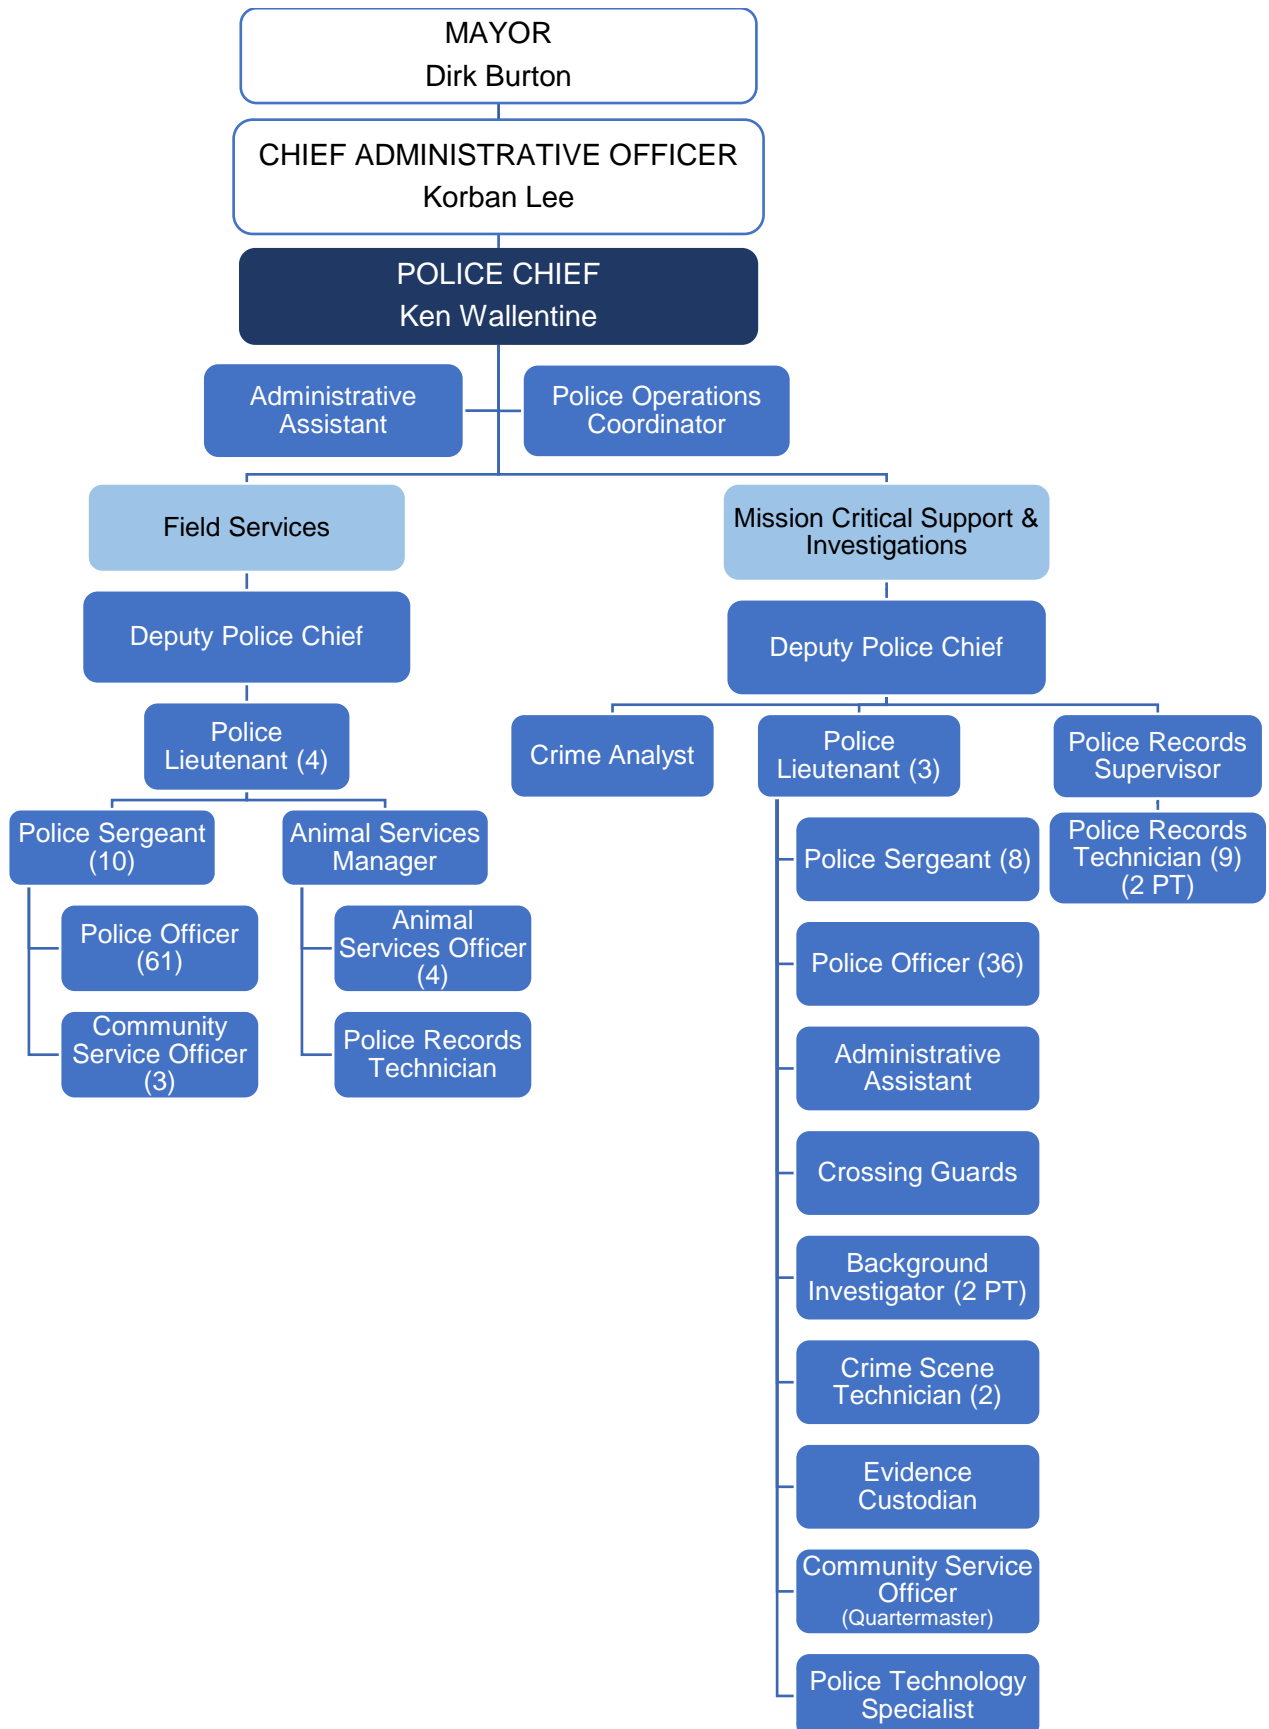 MAYOR
Dirk Burton
CHIEF ADMINISTRATIVE OFFICER
Korban Lee
POLICE CHIEF
Ken Wallentine
Administrative
Assistant
Police Operations
Coordinator
Field Services
Deputy Police Chief
Police
Lieutenant (4)
Police Sergeant
(10)
Police Officer
(61)
Community
Service Officer
(3)
Animal Services
Manager
Animal
Services Officer
(4)
Police Records
Technician
Mission Critical Support &
Investigations
Deputy Police Chief
Crime Analyst
Police
Lieutenant (3)
Police Sergeant (8)
Police Officer (36)
Administrative
Assistant
Crossing Guards
Background
Investigator (2 PT)
Crime Scene
Technician (2)
Evidence
Custodian
Community Service
Officer
(Quartermaster)
Police Technology
Specialist
Police Records
Supervisor
Police Records
Technician (9)
(2 PT)